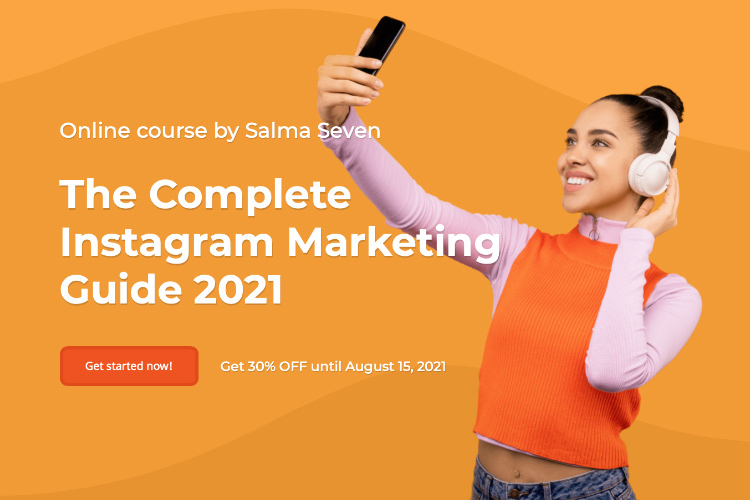 Online course by Salma Seven
The Complete
Instagram Marketing
Guide 2021
Get started now!
Get 30% OFF until August 15, 2021